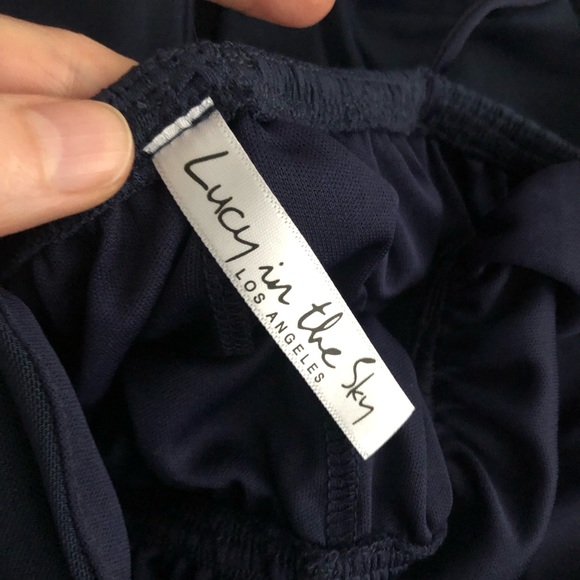 Lucy in the Sky
LOS ANGELES